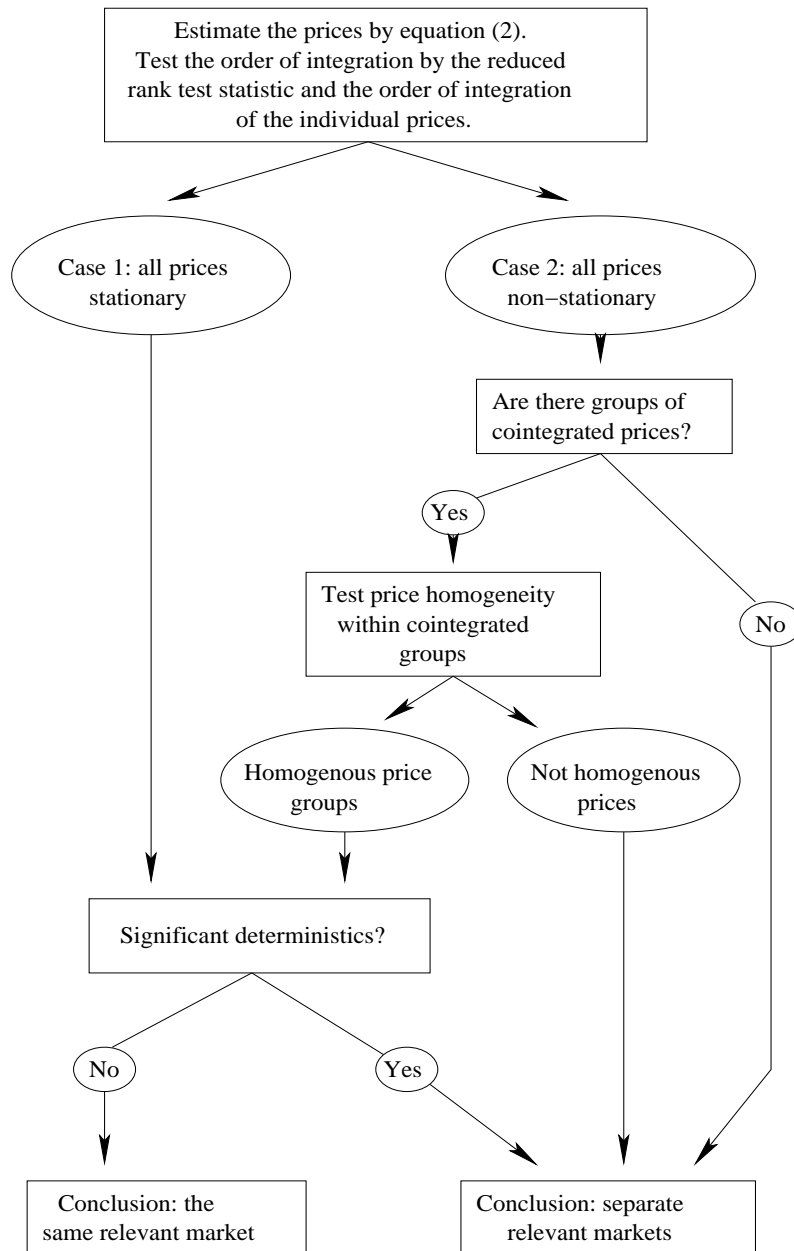 Estimate the prices by equation (2).
Test the order of integration by the reduced
rank test statistic and the order of integration
of the individual prices.
Case 1: all prices
stationary
Case 2: all prices
non−stationary
Are there groups of
cointegrated prices?
Yes
Test price homogeneity
within cointegrated
groups
No
Homogenous price
groups
Not homogenous
prices
Significant deterministics?
No
Yes
Conclusion: the
same relevant market
Conclusion: separate
relevant markets